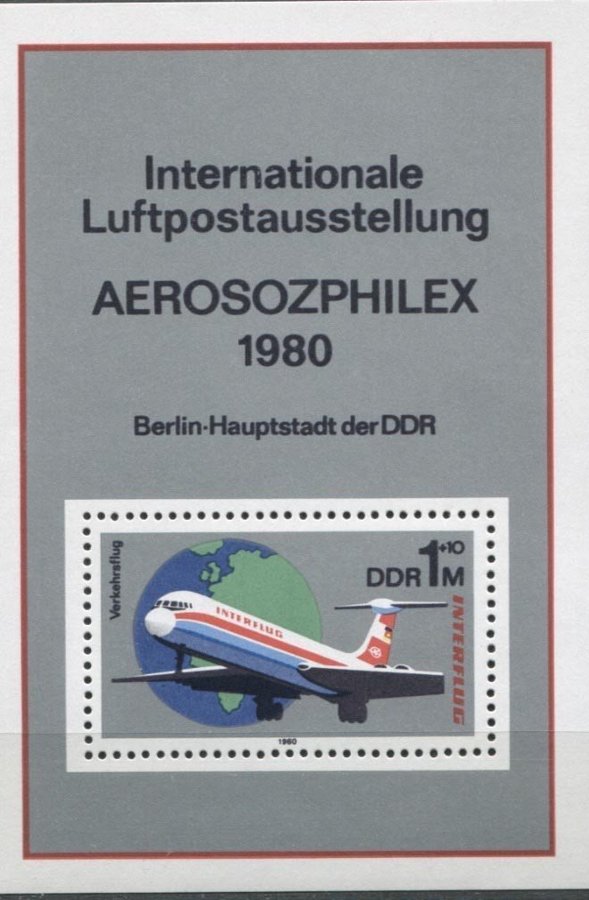 Internationale
Luftpostausstellung
AEROSOZPHILEX
1980
Berlin-Hauptstadt der DDR
Verkehrsflug
DDR 1+10 M
INTERFLUG
INTERFLUG
1980